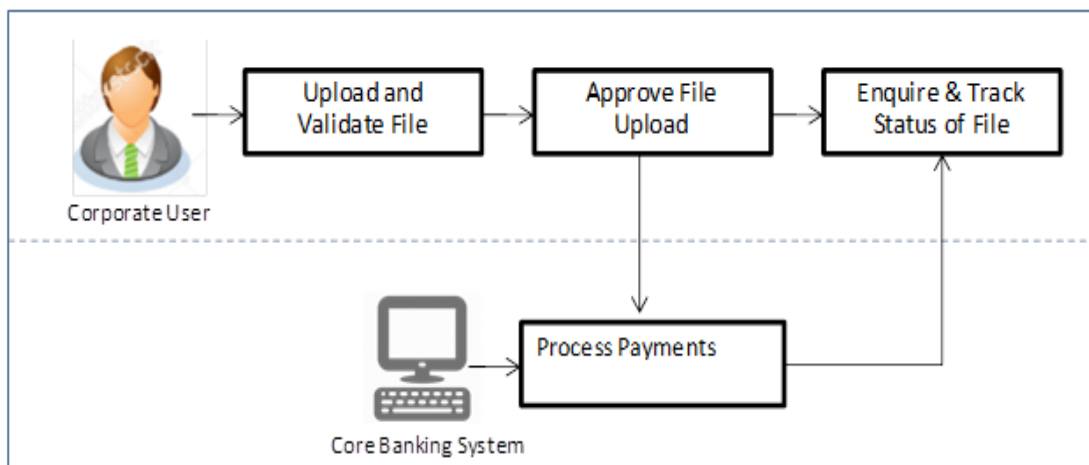 Upload and
Validate File
Approve File
Upload
Enquire & Track
Status of File
Corporate User
Process Payments
Core Banking System